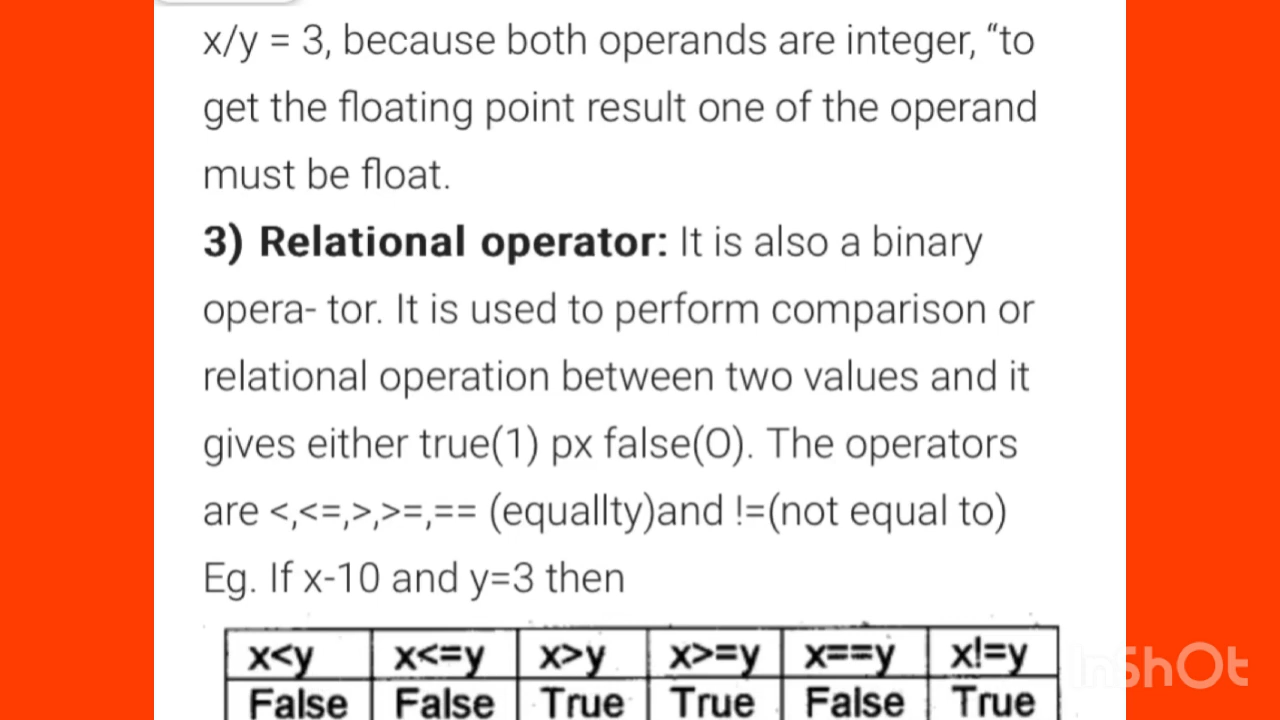 x/y = 3, because both operands are integer, “to
get the floating point result one of the operand
must be float.
3) Relational operator: It is also a binary
opera- tor. It is used to perform comparison or
relational operation between two values and it
gives either true(1) px false(O). The operators
are <,<=,>,>=,== (equallty)and !=(not equal to)
Eg. If x-10 and y=3 then
x<y x<=y x>y x>=y x==y x!=y
False False True True False True
InShOt